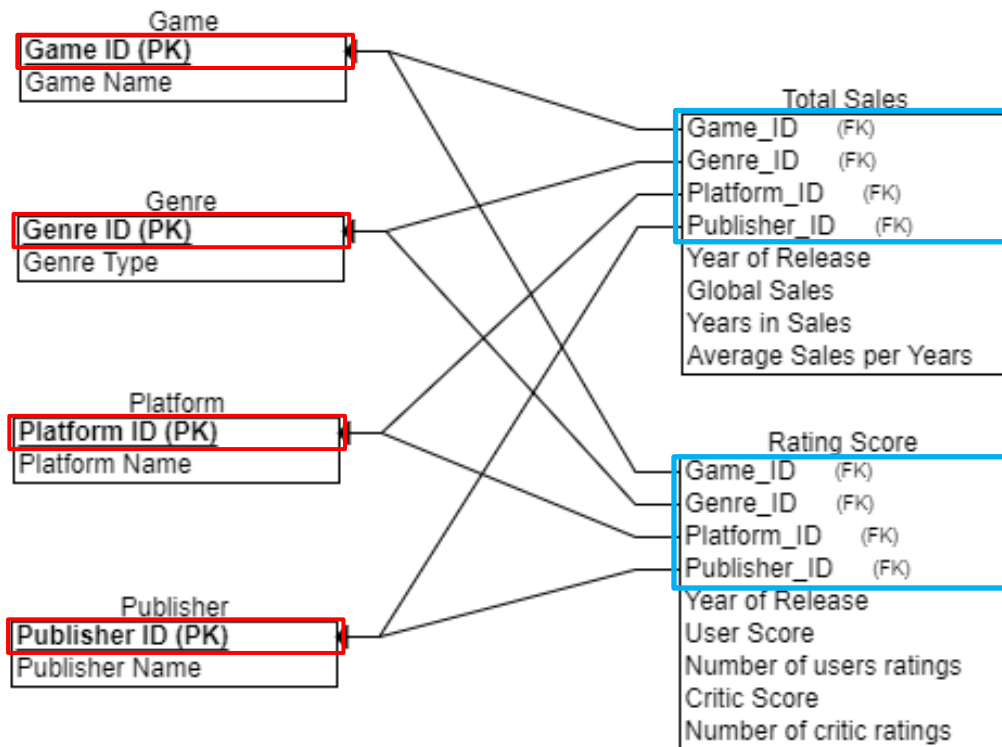 Game
Game ID (PK)
Game Name
Genre
Genre ID (PK)
Genre Type
Platform
Platform ID (PK)
Platform Name
Publisher
Publisher ID (PK)
Publisher Name
Total Sales
Game_ID (FK)
Genre_ID (FK)
Platform_ID (FK)
Publisher_ID (FK)
Year of Release
Global Sales
Years in Sales
Average Sales per Years
Rating Score
Game_ID (FK)
Genre_ID (FK)
Platform_ID (FK)
Publisher_ID (FK)
Year of Release
User Score
Number of users ratings
Critic Score
Number of critic ratings